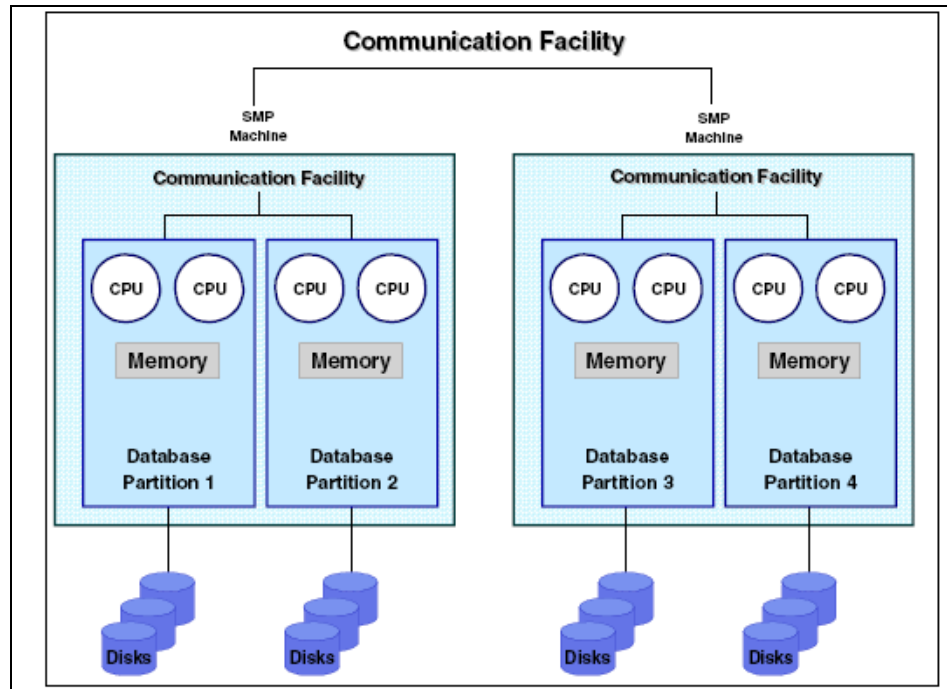 Communication Facility
SMP
Machine
SMP
Machine
Communication Facility
Communication Facility
CPU CPU CPU CPU
CPU CPU CPU CPU
Memory Memory
Memory Memory
Database
Partition 1
Database
Partition 2
Database
Partition 3
Database
Partition 4
Disks Disks
Disks Disks